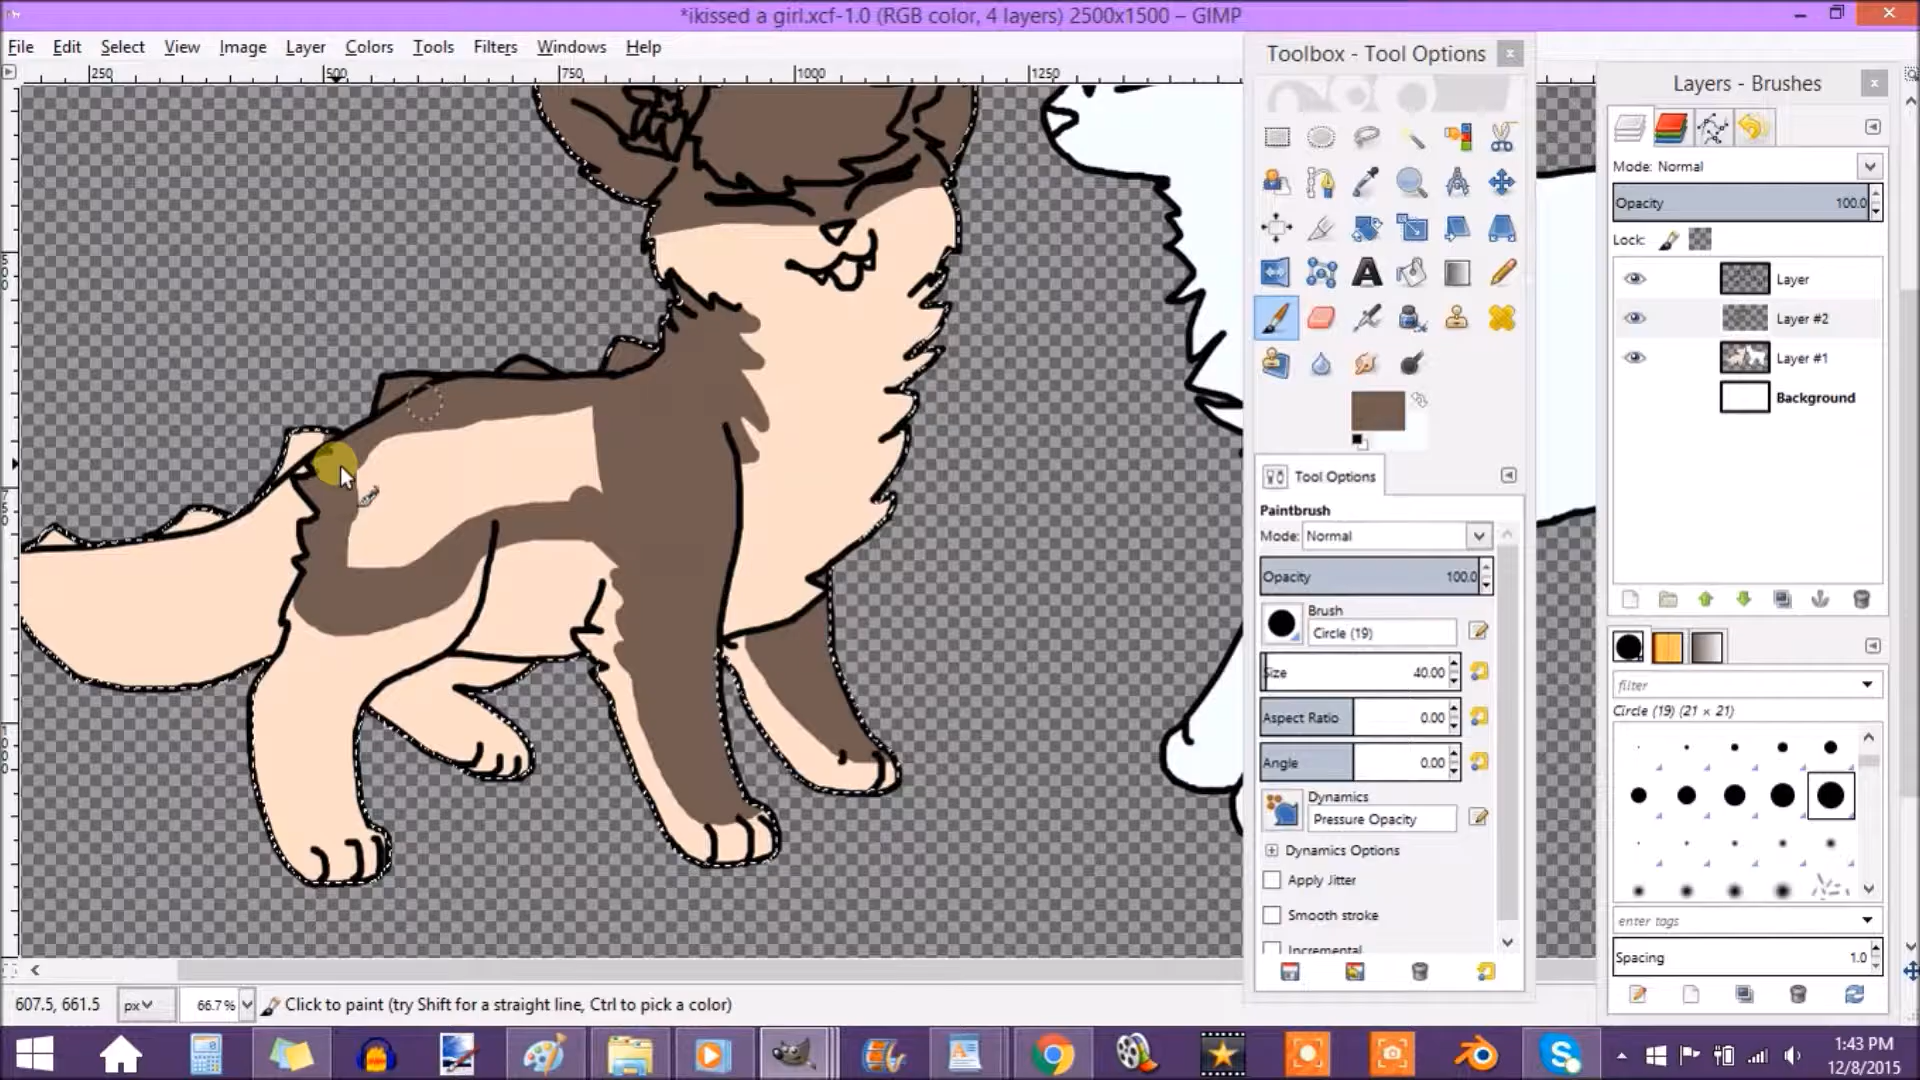 *ikissed a girl.xcf-1.0 (RGB color, 4 layers) 2500x1500 – GIMP
File Edit Select View Image Layer Colors Tools Filters Windows Help
250 500 750 1000 1250
Toolbox - Tool Options
Tool Options
Paintbrush
Mode: Normal
Opacity 100.0
Brush
Circle (19)
Size 40.00
Aspect Ratio 0.00
Angle 0.00
Dynamics
Pressure Opacity
Dynamics Options
Apply Jitter
Smooth stroke
Incremental
Layers - Brushes
Mode: Normal
Opacity 100.0
Lock:
Layer
Layer #2
Layer #1
Background
filter
Circle (19) (21 × 21)
enter tags
Spacing 1.0
607.5, 661.5 px 66.7% Click to paint (try Shift for a straight line, Ctrl to pick a color)
1:43 PM
12/8/2015